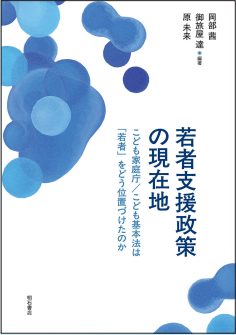 岡部 茜
御旅屋 達 ●編著
原 未来
若者支援政策
の現在地
こども家庭庁／こども基本法は
「若者」をどう位置づけたのか
明石書店